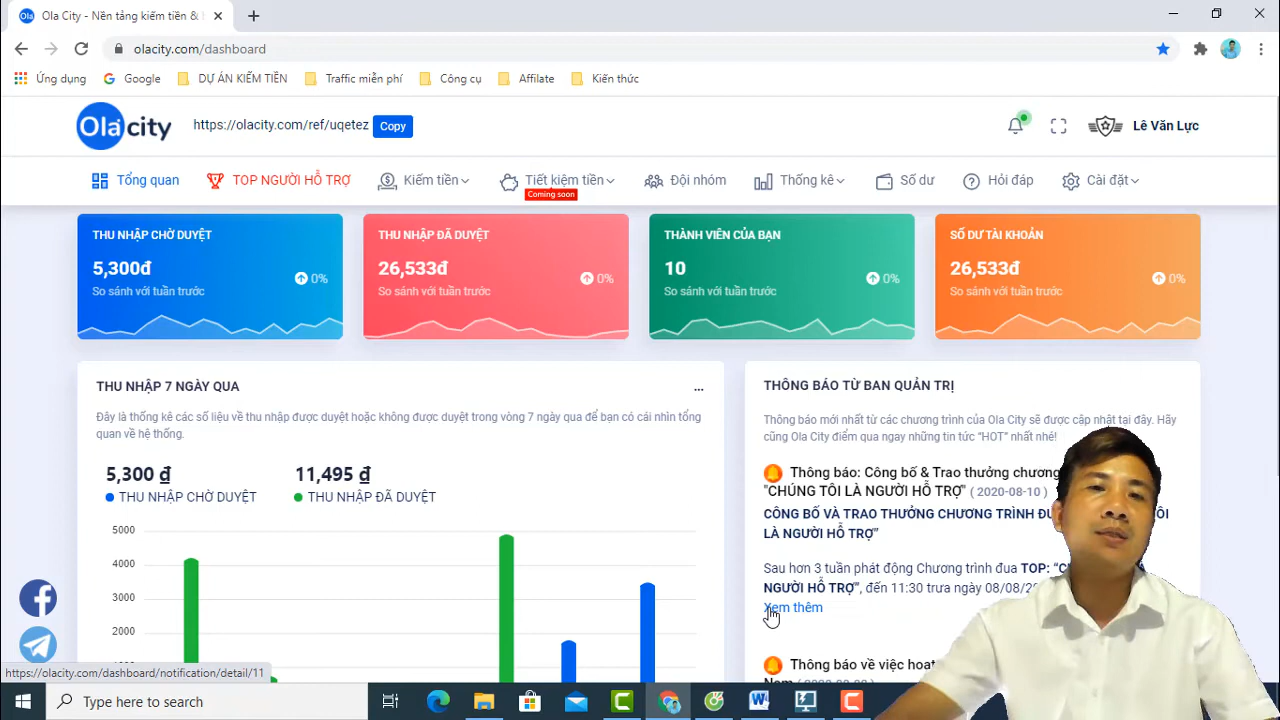 Ola City - Nền tảng kiếm tiền &
olacity.com/dashboard
Ứng dụng
Google
DỰ ÁN KIẾM TIỀN
Traffic miễn phí
Công cụ
Affilate
Kiến thức
Olacity
https://olacity.com/ref/uqetez
Copy
Lê Văn Lực
Tổng quan
TOP NGƯỜI HỖ TRỢ
Kiếm tiền
Tiết kiệm tiền
Coming soon
Đội nhóm
Thống kê
Số dư
Hỏi đáp
Cài đặt
THU NHẬP CHỜ DUYỆT
5,300đ
0%
So sánh với tuần trước
THU NHẬP ĐÃ DUYỆT
26,533đ
0%
So sánh với tuần trước
THÀNH VIÊN CỦA BẠN
10
0%
So sánh với tuần trước
SỐ DƯ TÀI KHOẢN
26,533đ
0%
So sánh với tuần trước
THU NHẬP 7 NGÀY QUA
...
Đây là thống kê các số liệu về thu nhập được duyệt hoặc không được duyệt trong vòng 7 ngày qua để bạn có cái nhìn tổng
quan về hệ thống.
5,300 đ
THU NHẬP CHỜ DUYỆT
11,495 đ
THU NHẬP ĐÃ DUYỆT
5000
4000
3000
2000
THÔNG BÁO TỪ BAN QUẢN TRỊ
Thông báo mới nhất từ các chương trình của Ola City sẽ được cập nhật tại đây. Hãy
cũng Ola City điểm qua ngay những tin tức "HOT" nhất nhé!
Thông báo: Công bố & Trao thưởng chương
"CHÚNG TÔI LÀ NGƯỜI HỖ TRỢ" ( 2020-08-10 )
CÔNG BỐ VÀ TRAO THƯỞNG CHƯƠNG TRÌNH
LÀ NGƯỜI HỖ TRỢ"
Sau hơn 3 tuần phát động Chương trình đua TOP:
NGƯỜI HỖ TRỢ", đến 11:30 trưa ngày 08/08/
Xem thêm
Thông báo về việc
https://olacity.com/dashboard/notification/detail/11
Type here to search